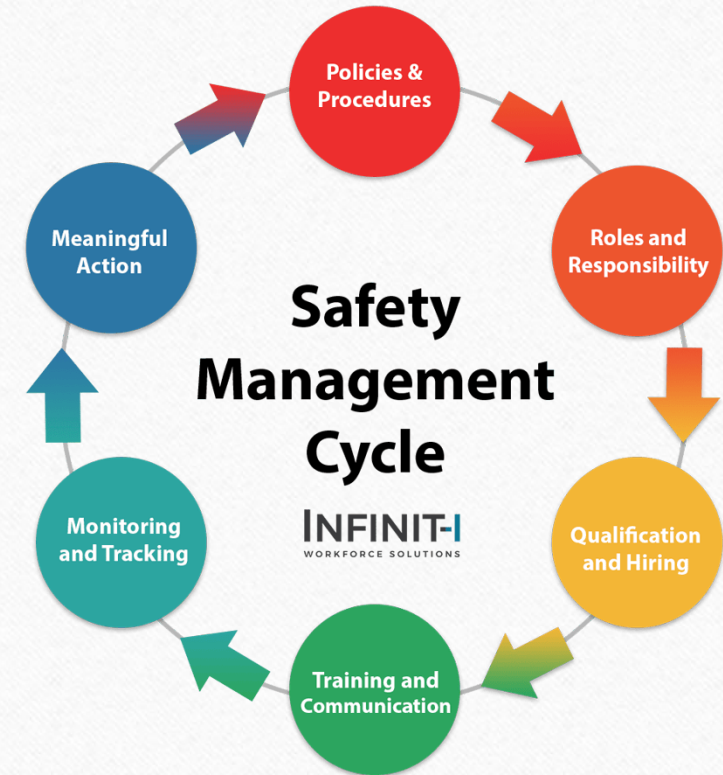 Policies &
Procedures
Roles and
Responsibility
Qualification
and Hiring
Training and
Communication
Monitoring
and Tracking
Meaningful
Action
Safety
Management
Cycle
INFINIT-I
WORKFORCE SOLUTIONS